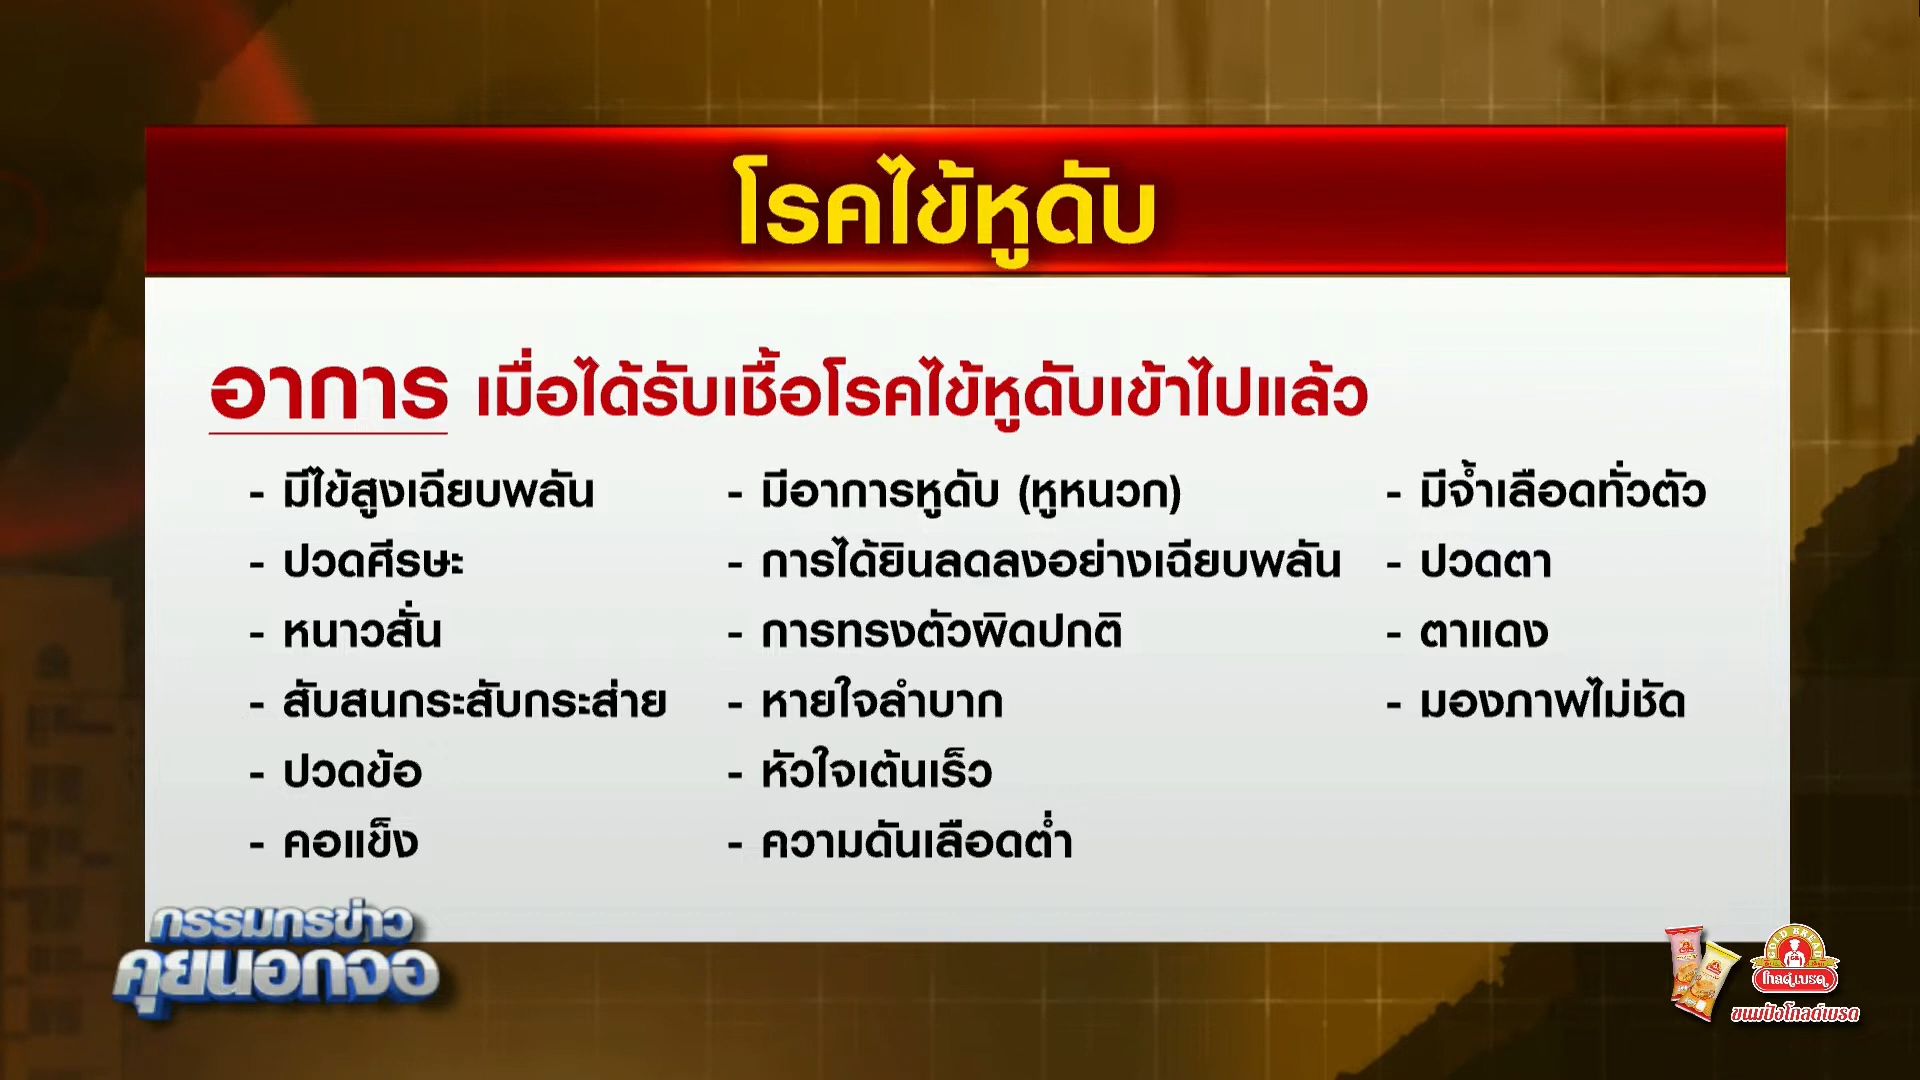 โรคไข้หูดับ
อาการ เมื่อได้รับเชื้อโรคไข้หูดับเข้าไปแล้ว
- มีไข้สูงเฉียบพลัน
- ปวดศีรษะ
- หนาวสั่น
- สับสนกระสับกระส่าย
- ปวดข้อ
- คอแข็ง
- มีอาการหูดับ (หูหนวก)
- การได้ยินลดลงอย่างเฉียบพลัน
- การทรงตัวผิดปกติ
- หายใจลำบาก
- หัวใจเต้นเร็ว
- ความดันเลือดต่ำ
- มีจ้ำเลือดทั่วตัว
- ปวดตา
- ตาแดง
- มองภาพไม่ชัด
กรรมกรข่าว
คุยนอกจอ
GOLD BREAD
โกลด์เบรด
ขนมปังโกลด์เบรด